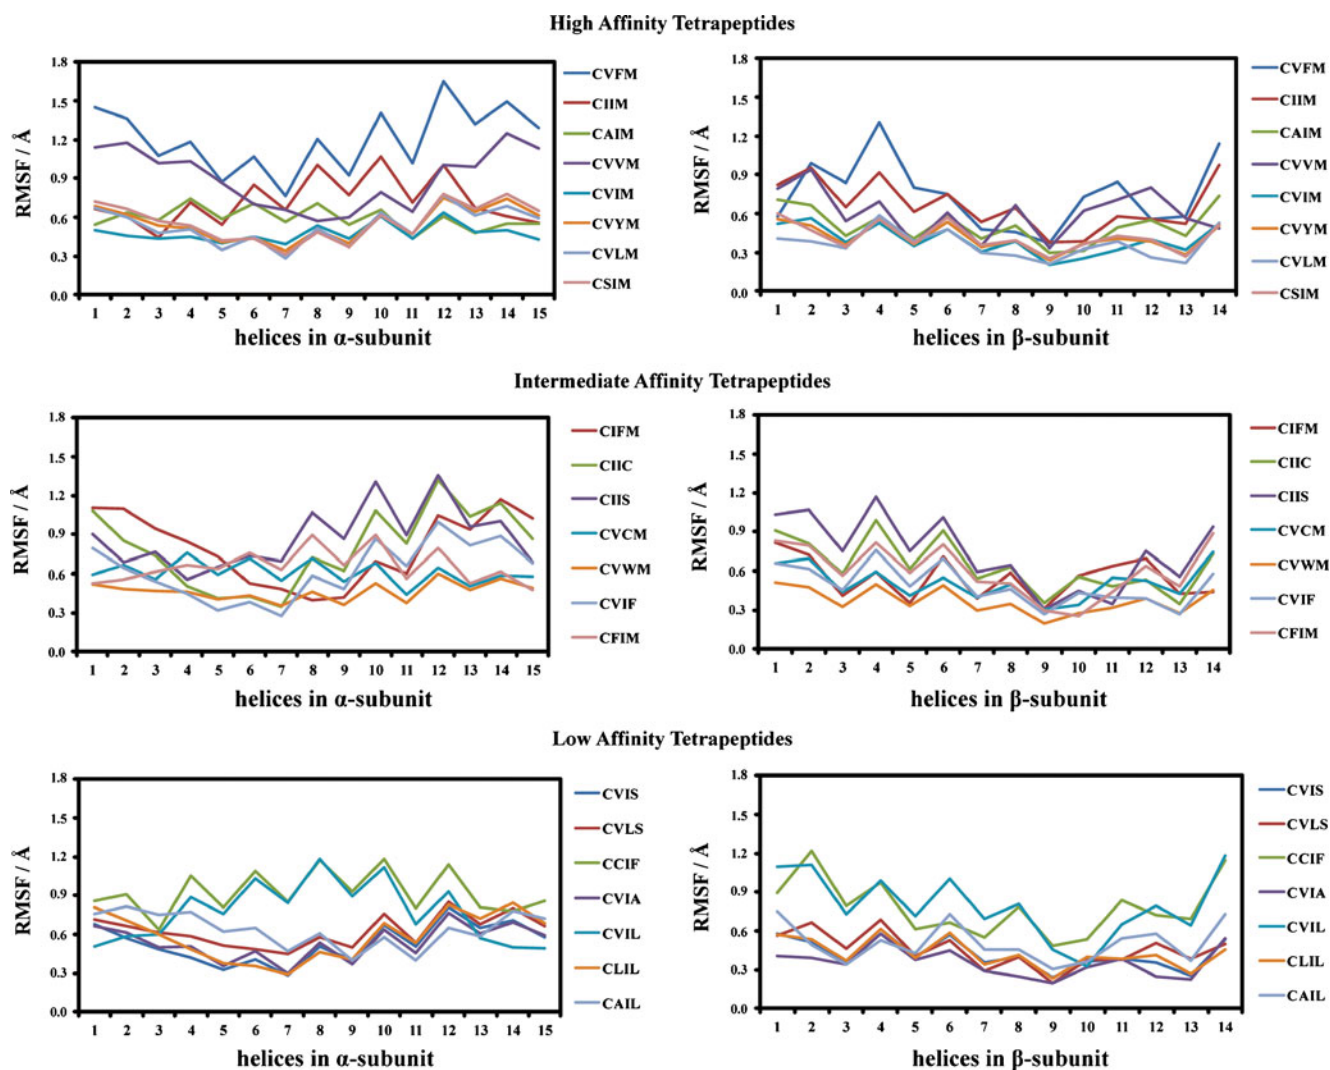 High Affinity Tetrapeptides
RMSF / Å
1.8
1.5
1.2
0.9
0.6
0.3
0.0
1 2 3 4 5 6 7 8 9 10 11 12 13 14 15
helices in α-subunit
CVFM
CIIM
CAIM
CVVM
CVIM
CVYM
CVLM
CSIM
RMSF / Å
1.8
1.5
1.2
0.9
0.6
0.3
0.0
1 2 3 4 5 6 7 8 9 10 11 12 13 14
helices in β-subunit
CVFM
CIIM
CAIM
CVVM
CVIM
CVYM
CVLM
CSIM
Intermediate Affinity Tetrapeptides
RMSF / Å
1.8
1.5
1.2
0.9
0.6
0.3
0.0
1 2 3 4 5 6 7 8 9 10 11 12 13 14 15
helices in α-subunit
CIFM
CIIC
CIIS
CVCM
CVWM
CVIF
CFIM
RMSF / Å
1.8
1.5
1.2
0.9
0.6
0.3
0.0
1 2 3 4 5 6 7 8 9 10 11 12 13 14
helices in β-subunit
CIFM
CIIC
CIIS
CVCM
CVWM
CVIF
CFIM
Low Affinity Tetrapeptides
RMSF / Å
1.8
1.5
1.2
0.9
0.6
0.3
0.0
1 2 3 4 5 6 7 8 9 10 11 12 13 14 15
helices in α-subunit
CVIS
CVLS
CCIF
CVIA
CVIL
CLIL
CAIL
RMSF / Å
1.8
1.5
1.2
0.9
0.6
0.3
0.0
1 2 3 4 5 6 7 8 9 10 11 12 13 14
helices in β-subunit
CVIS
CVLS
CCIF
CVIA
CVIL
CLIL
CAIL